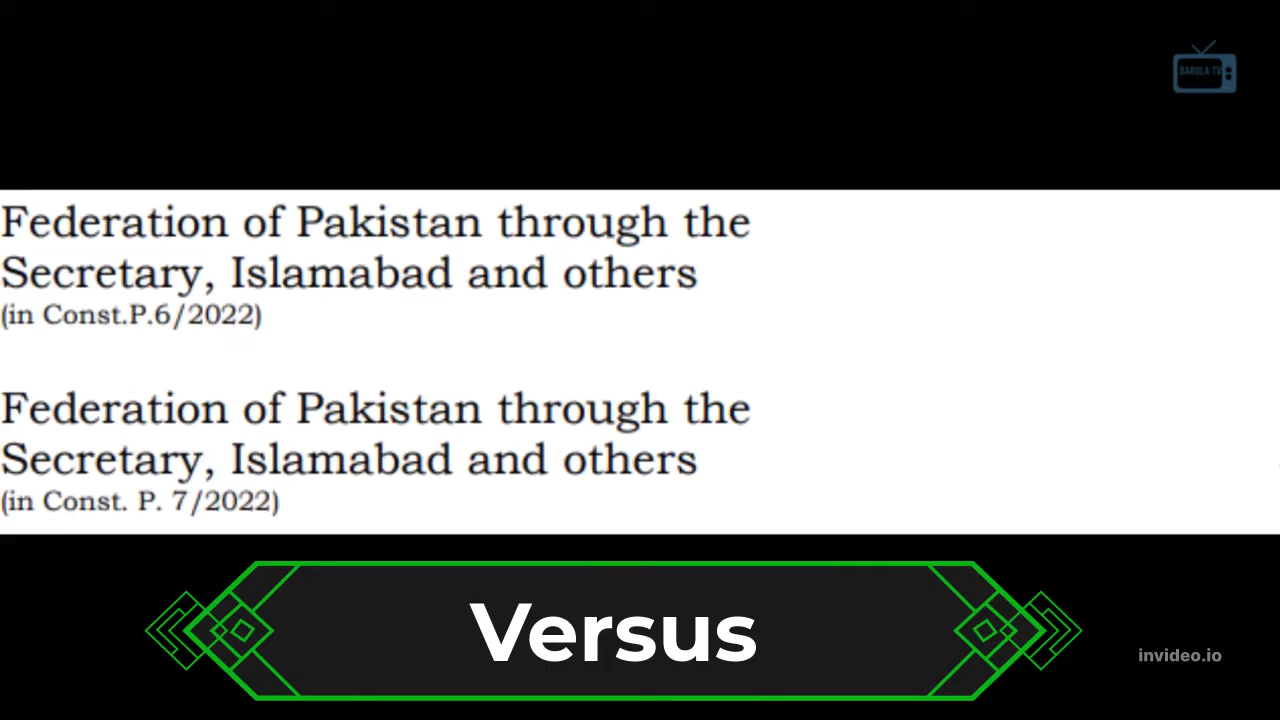 BARULA TV
Federation of Pakistan through the
Secretary, Islamabad and others
(in Const.P.6/2022)
Federation of Pakistan through the
Secretary, Islamabad and others
(in Const. P. 7/2022)
Versus
invideo.io